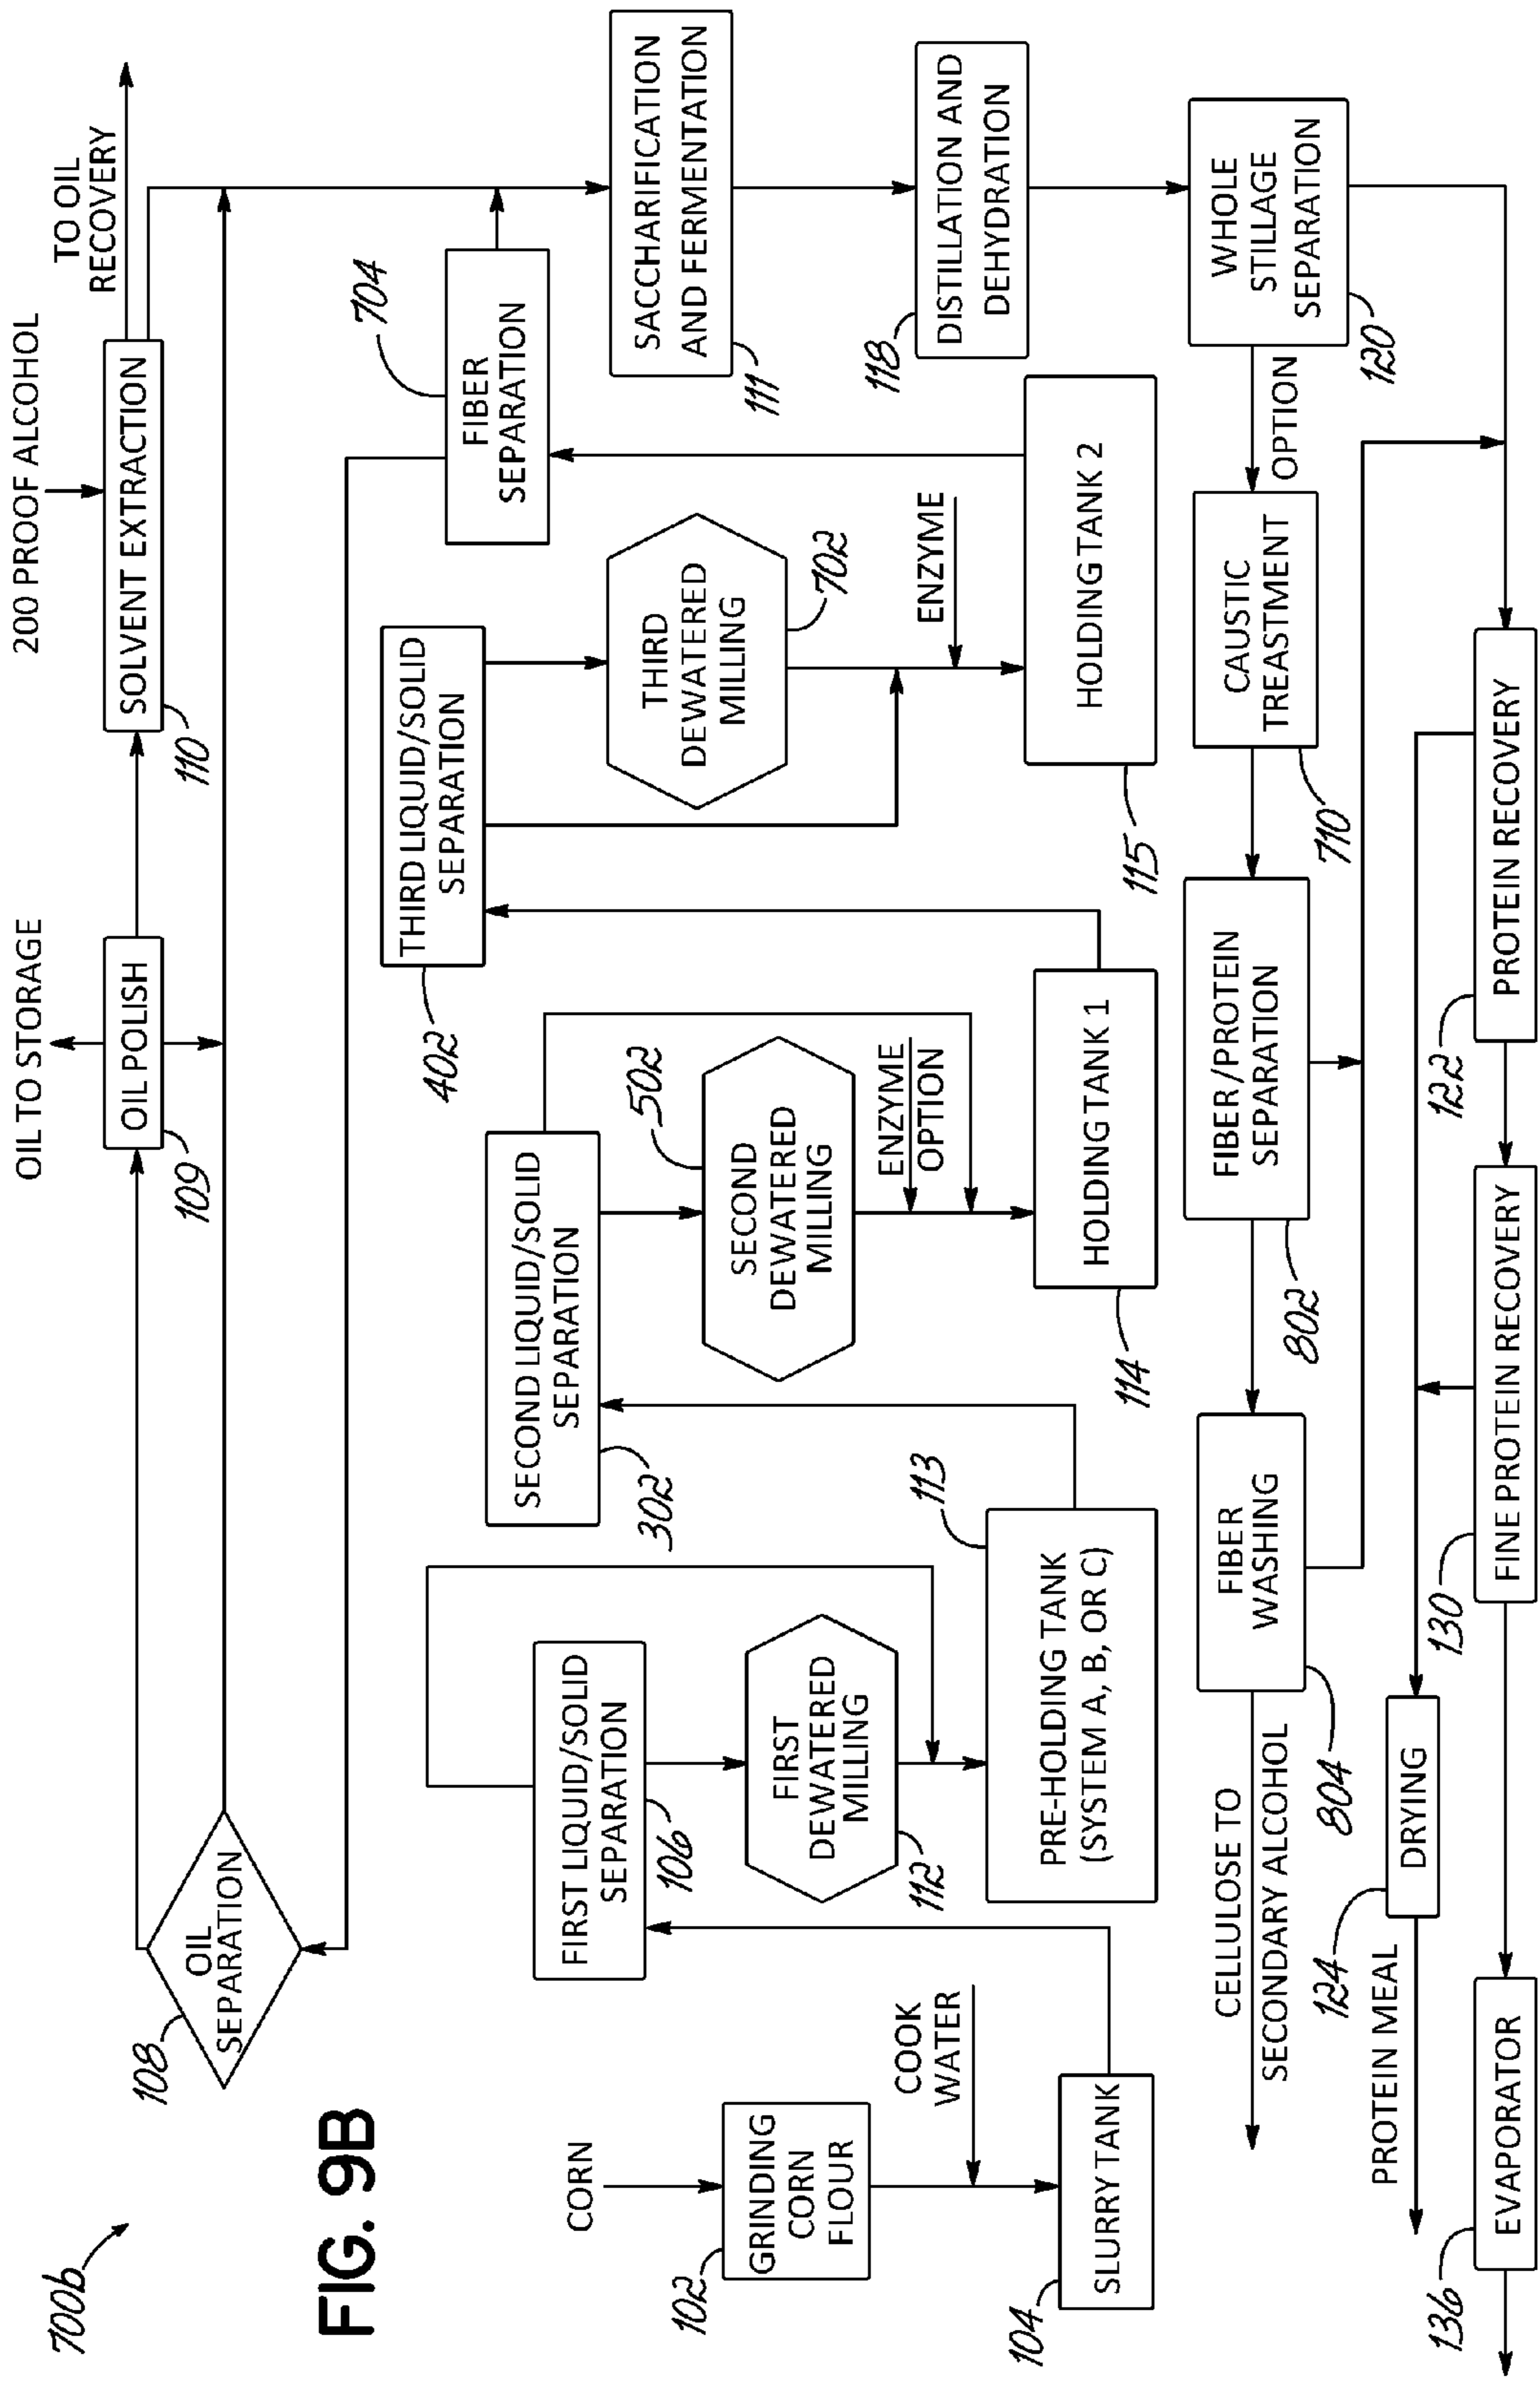 700b
FIG. 9B
OIL TO STORAGE
200 PROOF ALCOHOL
TO OIL
RECOVERY
108
OIL
SEPARATION
OIL POLISH
109
SOLVENT EXTRACTION
110
CORN
102
GRINDING
CORN
FLOUR
COOK
WATER
104
SLURRY TANK
FIRST LIQUID/SOLID
SEPARATION
106
FIRST
DEWATERED
MILLING
112
113
PRE-HOLDING TANK
(SYSTEM A, B, OR C)
SECOND LIQUID/SOLID
SEPARATION
302
502
SECOND
DEWATERED
MILLING
ENZYME
OPTION
HOLDING TANK 1
114
THIRD LIQUID/SOLID
SEPARATION
402
THIRD
DEWATERED
MILLING
702
ENZYME
HOLDING TANK 2
115
704
FIBER
SEPARATION
SACCHARIFICATION
AND FERMENTATION
111
DISTILLATION AND
DEHYDRATION
118
WHOLE
STILLAGE
SEPARATION
120
OPTION
CAUSTIC
TREASTMENT
710
FIBER/PROTEIN
SEPARATION
802
FIBER
WASHING
804
CELLULOSE TO
SECONDARY ALCOHOL
PROTEIN RECOVERY
122
FINE PROTEIN RECOVERY
130
DRYING
124
PROTEIN MEAL
EVAPORATOR
136